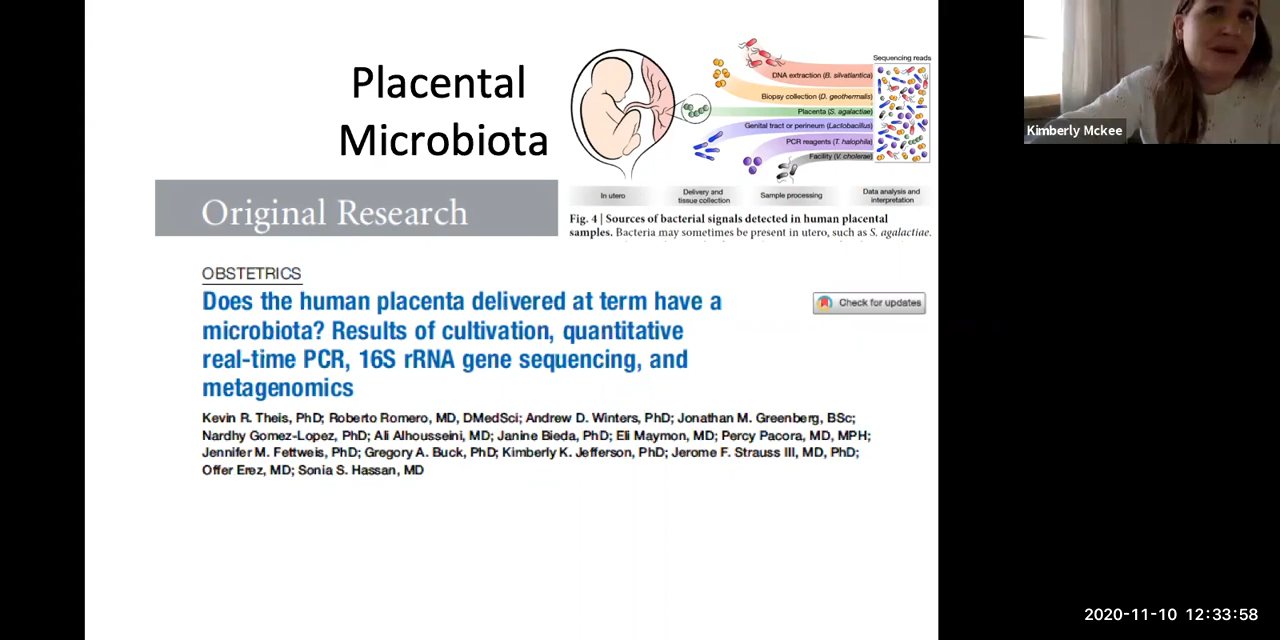 Placental
Microbiota
Sequencing reads
DNA extraction (B. silvatlantica)
Biopsy collection (D. geothermalis)
Placenta (S. agalactiae)
Genital tract or perineum (Lactobacillus)
PCR reagents (T. halophila)
Facility (V. cholerae)
In utero
Delivery and
tissue collection
Sample processing
Data analysis and
interpretation
Fig. 4 | Sources of bacterial signals detected in human placental
samples. Bacteria may sometimes be present in utero, such as S. agalactiae.
Original Research
OBSTETRICS
Does the human placenta delivered at term have a
microbiota? Results of cultivation, quantitative
real-time PCR, 16S rRNA gene sequencing, and
metagenomics
Check for updates
Kevin R. Theis, PhD; Roberto Romero, MD, DMedSci; Andrew D. Winters, PhD; Jonathan M. Greenberg, BSc;
Nardhy Gomez-Lopez, PhD; Ali Alhousseini, MD; Janine Bieda, PhD; Eli Maymon, MD; Percy Pacora, MD, MPH;
Jennifer M. Fettweis, PhD; Gregory A. Buck, PhD; Kimberly K. Jefferson, PhD; Jerome F. Strauss III, MD, PhD;
Offer Erez, MD; Sonia S. Hassan, MD
Kimberly Mckee
2020-11-10 12:33:58